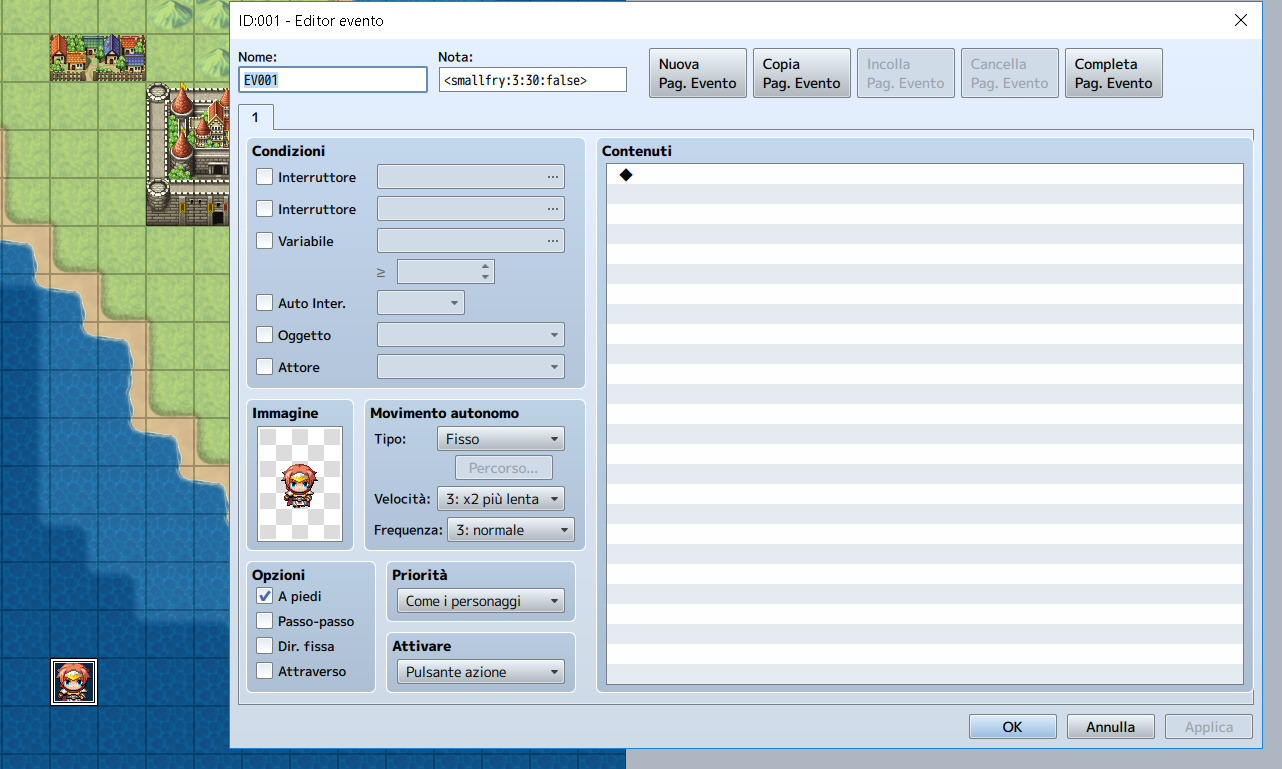 ID:001 - Editor evento
Nome:
Nota:
EV001
<smallfry:3:30:false>
Nuova
Pag. Evento
Copia
Pag. Evento
Incolla
Pag. Evento
Cancella
Pag. Evento
Completa
Pag. Evento
1
Condizioni
Interruttore
...
Interruttore
...
Variabile
...
≥
Auto Inter.
Oggetto
Attore
Immagine
Movimento autonomo
Tipo:
Fisso
Percorso...
Velocità:
3: x2 più lenta
Frequenza:
3: normale
Opzioni
A piedi
Passo-passo
Dir. fissa
Attraverso
Priorità
Come i personaggi
Attivare
Pulsante azione
Contenuti
◆
OK
Annulla
Applica